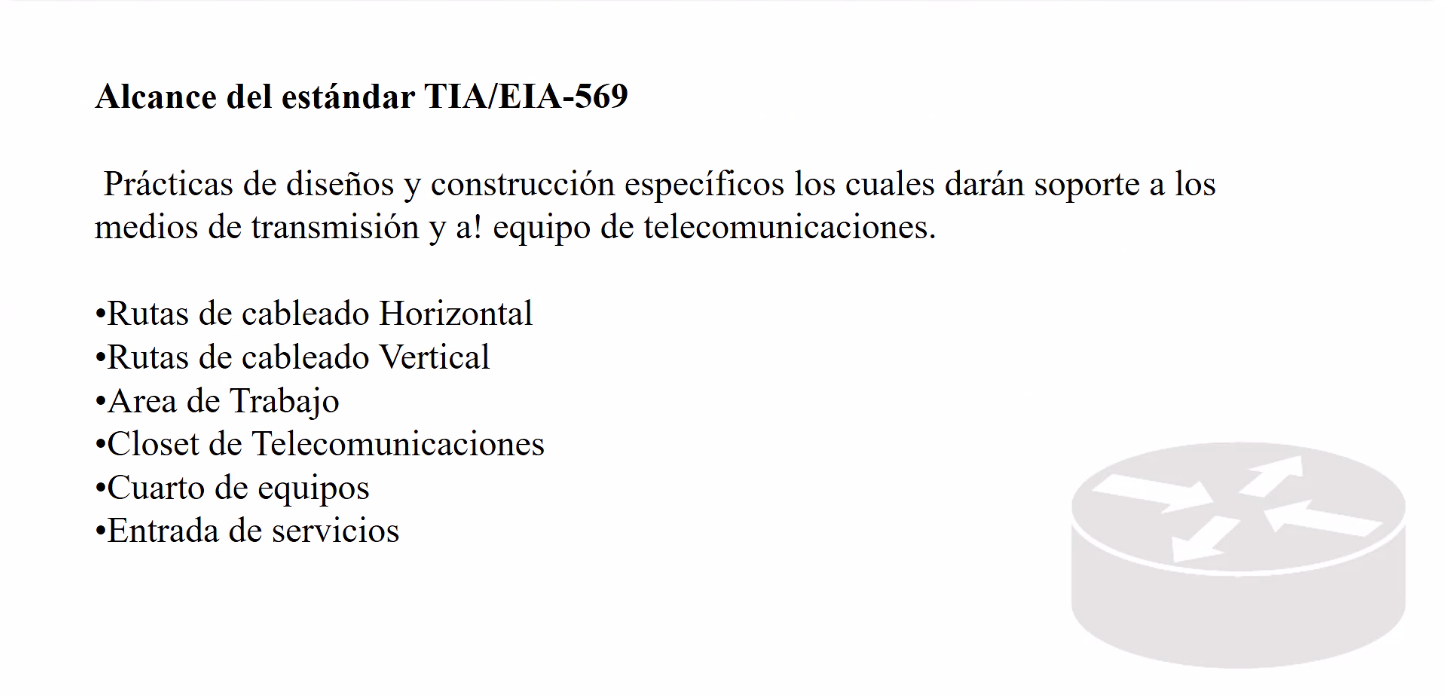 Alcance del estándar TIA/EIA-569
Prácticas de diseños y construcción específicos los cuales darán soporte a los
medios de transmisión y a! equipo de telecomunicaciones.
•Rutas de cableado Horizontal
•Rutas de cableado Vertical
•Area de Trabajo
•Closet de Telecomunicaciones
•Cuarto de equipos
•Entrada de servicios